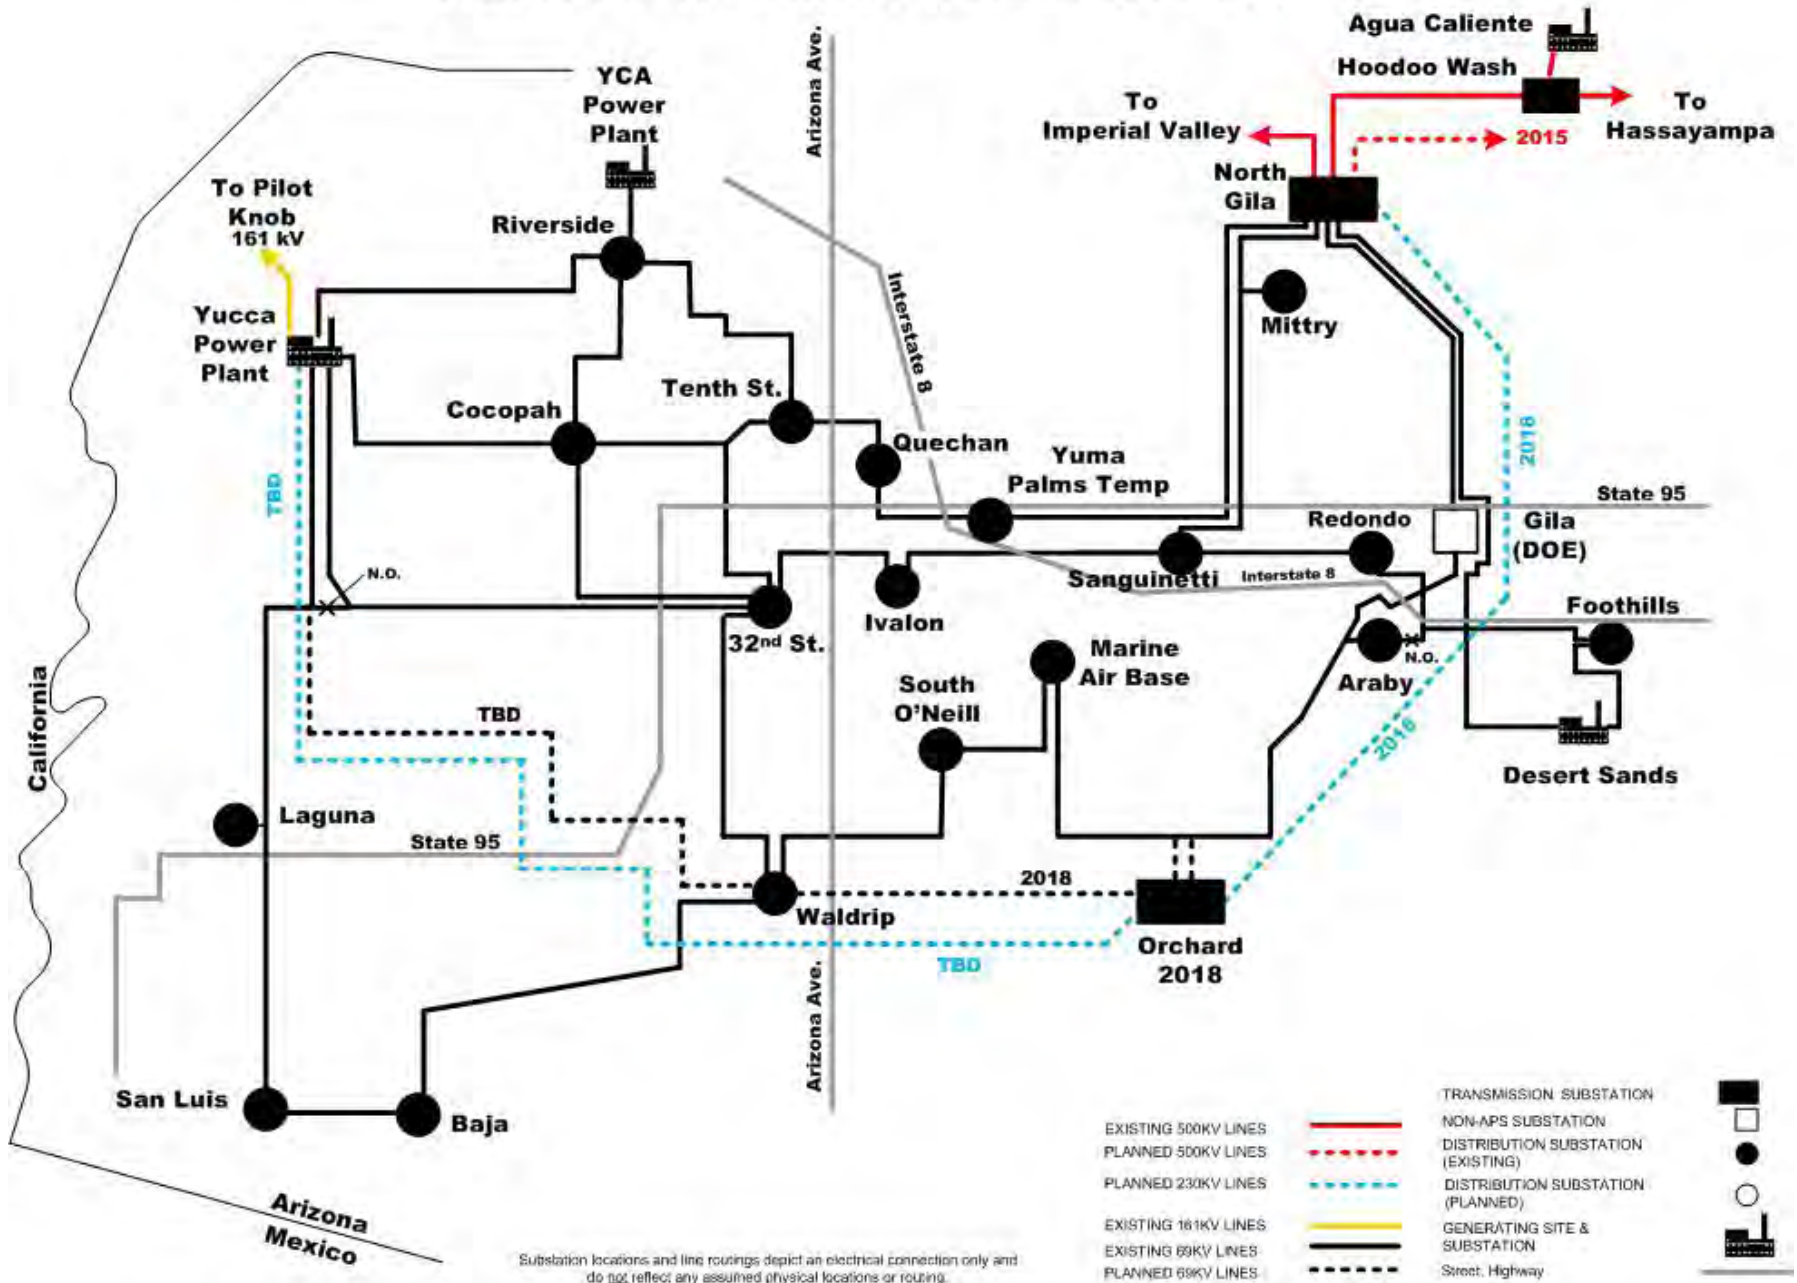 Agua Caliente
Hoodoo Wash
To
Imperial Valley
To
Hassayampa
2015
North
Gila
YCA
Power
Plant
Arizona Ave.
To Pilot
Knob
161 kV
Riverside
Yucca
Power
Plant
Interstate 8
Mittry
Tenth St.
Cocopah
Quechan
Yuma
Palms Temp
2018
TBD
State 95
Redondo
Gila
(DOE)
Sanguinetti
Interstate 8
N.O.
Ivalon
Foothills
32nd St.
Marine
Air Base
N.O.
Araby
South
O'Neill
TBD
2018
California
Desert Sands
Laguna
State 95
2018
Waldrip
Orchard
2018
TBD
Arizona Ave.
San Luis
Baja
Arizona
Mexico
TRANSMISSION SUBSTATION
EXISTING 500KV LINES
NON-APS SUBSTATION
PLANNED 500KV LINES
DISTRIBUTION SUBSTATION
(EXISTING)
PLANNED 230KV LINES
DISTRIBUTION SUBSTATION
(PLANNED)
EXISTING 161KV LINES
GENERATING SITE &
SUBSTATION
EXISTING 69KV LINES
PLANNED 69KV LINES
Street, Highway
Substation locations and line routings depict an electrical connection only and
do not reflect any assumed physical locations or routing.